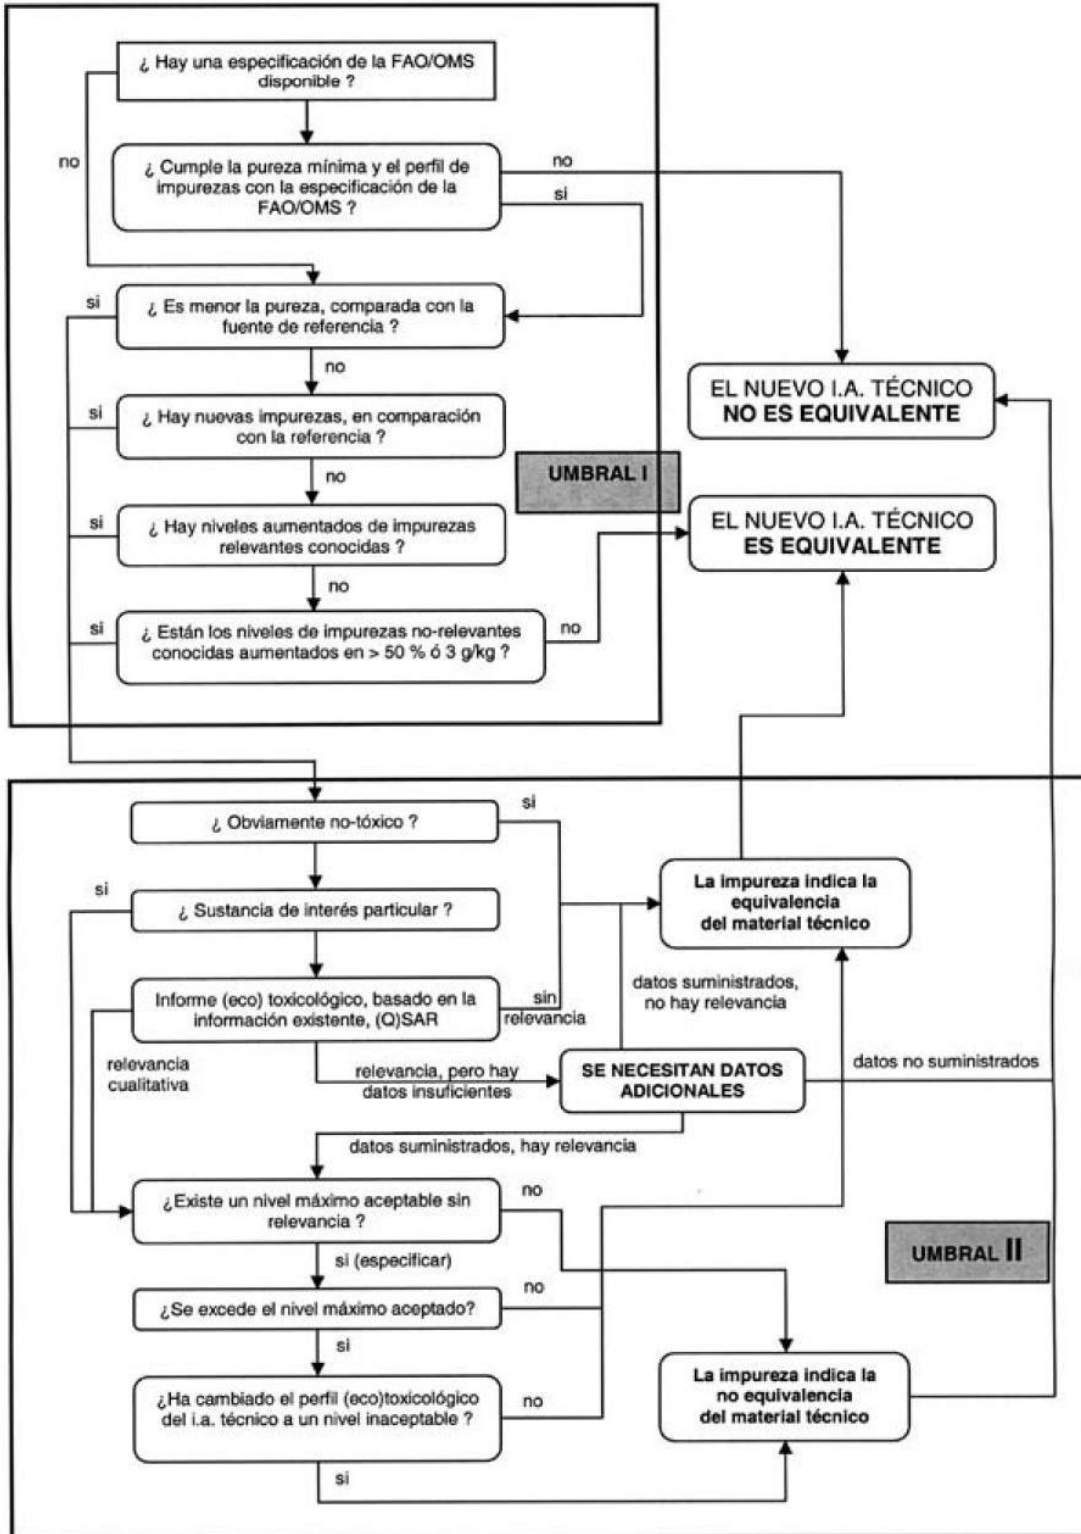 ¿ Hay una especificación de la FAO/OMS
disponible ?
no
¿ Cumple la pureza mínima y el perfil de
impurezas con la especificación de la
FAO/OMS ?
no
si
si
¿ Es menor la pureza, comparada con la
fuente de referencia ?
no
EL NUEVO I.A. TÉCNICO
NO ES EQUIVALENTE
si
¿ Hay nuevas impurezas, en comparación
con la referencia ?
no
UMBRAL I
EL NUEVO I.A. TÉCNICO
ES EQUIVALENTE
si
¿ Hay niveles aumentados de impurezas
relevantes conocidas ?
no
si
¿ Están los niveles de impurezas no-relevantes
conocidas aumentados en > 50 % ó 3 g/kg ?
no
¿ Obviamente no-tóxico ?
si
si
¿ Sustancia de interés particular ?
La impureza indica la
equivalencia
del material técnico
Informe (eco) toxicológico, basado en la
información existente, (Q)SAR
sin
relevancia
datos suministrados,
no hay relevancia
relevancia
cualitativa
relevancia, pero hay
datos insuficientes
SE NECESITAN DATOS
ADICIONALES
datos no suministrados
datos suministrados, hay relevancia
¿Existe un nivel máximo aceptable sin
relevancia ?
no
si (especificar)
UMBRAL II
¿Se excede el nivel máximo aceptado?
no
si
¿Ha cambiado el perfil (eco)toxicológico
del i.a. técnico a un nivel inaceptable ?
no
La impureza indica la
no equivalencia
del material técnico
si